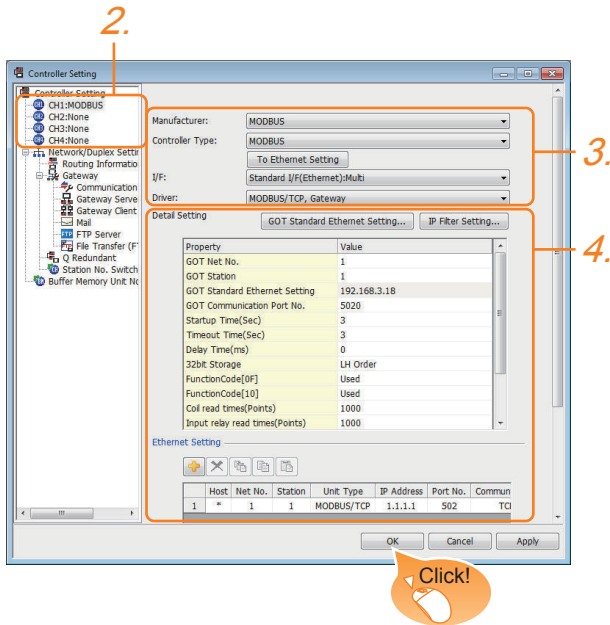 2.
Controller Setting
Controller Setting
CH1:MODBUS
CH2:None
CH3:None
CH4:None
Network/Duplex Settin
Routing Informatio
Gateway
Communication
Gateway Serve
Gateway Client
Mail
FTP Server
File Transfer (F
Q Redundant
Station No. Switch
Buffer Memory Unit No
Manufacturer: MODBUS
Controller Type: MODBUS
To Ethernet Setting
I/F: Standard I/F(Ethernet):Multi
Driver: MODBUS/TCP, Gateway
3.
Detail Setting GOT Standard Ethernet Setting... IP Filter Setting...
4.
Property Value
GOT Net No. 1
GOT Station 1
GOT Standard Ethernet Setting 192.168.3.18
GOT Communication Port No. 5020
Startup Time(Sec) 3
Timeout Time(Sec) 3
Delay Time(ms) 0
32bit Storage LH Order
FunctionCode[0F] Used
FunctionCode[10] Used
Coil read times(Points) 1000
Input relay read times(Points) 1000
Ethernet Setting
Host Net No. Station Unit Type IP Address Port No. Commun
1 * 1 1 MODBUS/TCP 1.1.1.1 502 TC
OK Cancel Apply
Click!